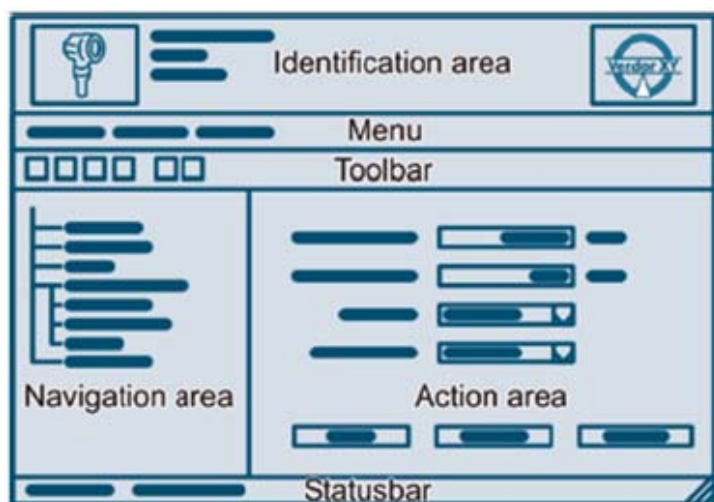 Identification area
Vendor XY
Menu
Toolbar
Navigation area
Action area
Statusbar